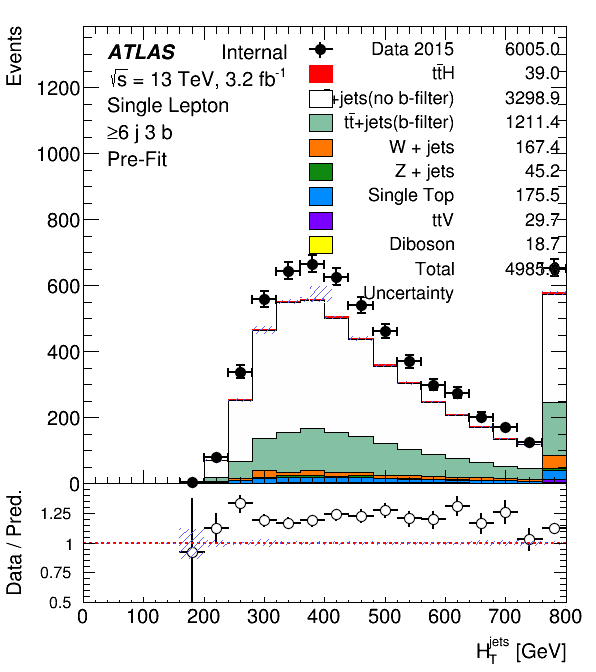 Events
ATLAS Internal
√s = 13 TeV, 3.2 fb-1
Single Lepton
≥6 j 3 b
Pre-Fit
Data 2015 6005.0
tt̄H 39.0
+jets(no b-filter) 3298.9
tt̄+jets(b-filter) 1211.4
W + jets 167.4
Z + jets 45.2
Single Top 175.5
ttV 29.7
Diboson 18.7
Total
Uncertainty
1200
1000
800
600
400
200
0
Data / Pred.
1.25
1
0.75
0.5
0 100 200 300 400 500 600 700 800
H_T^jets [GeV]